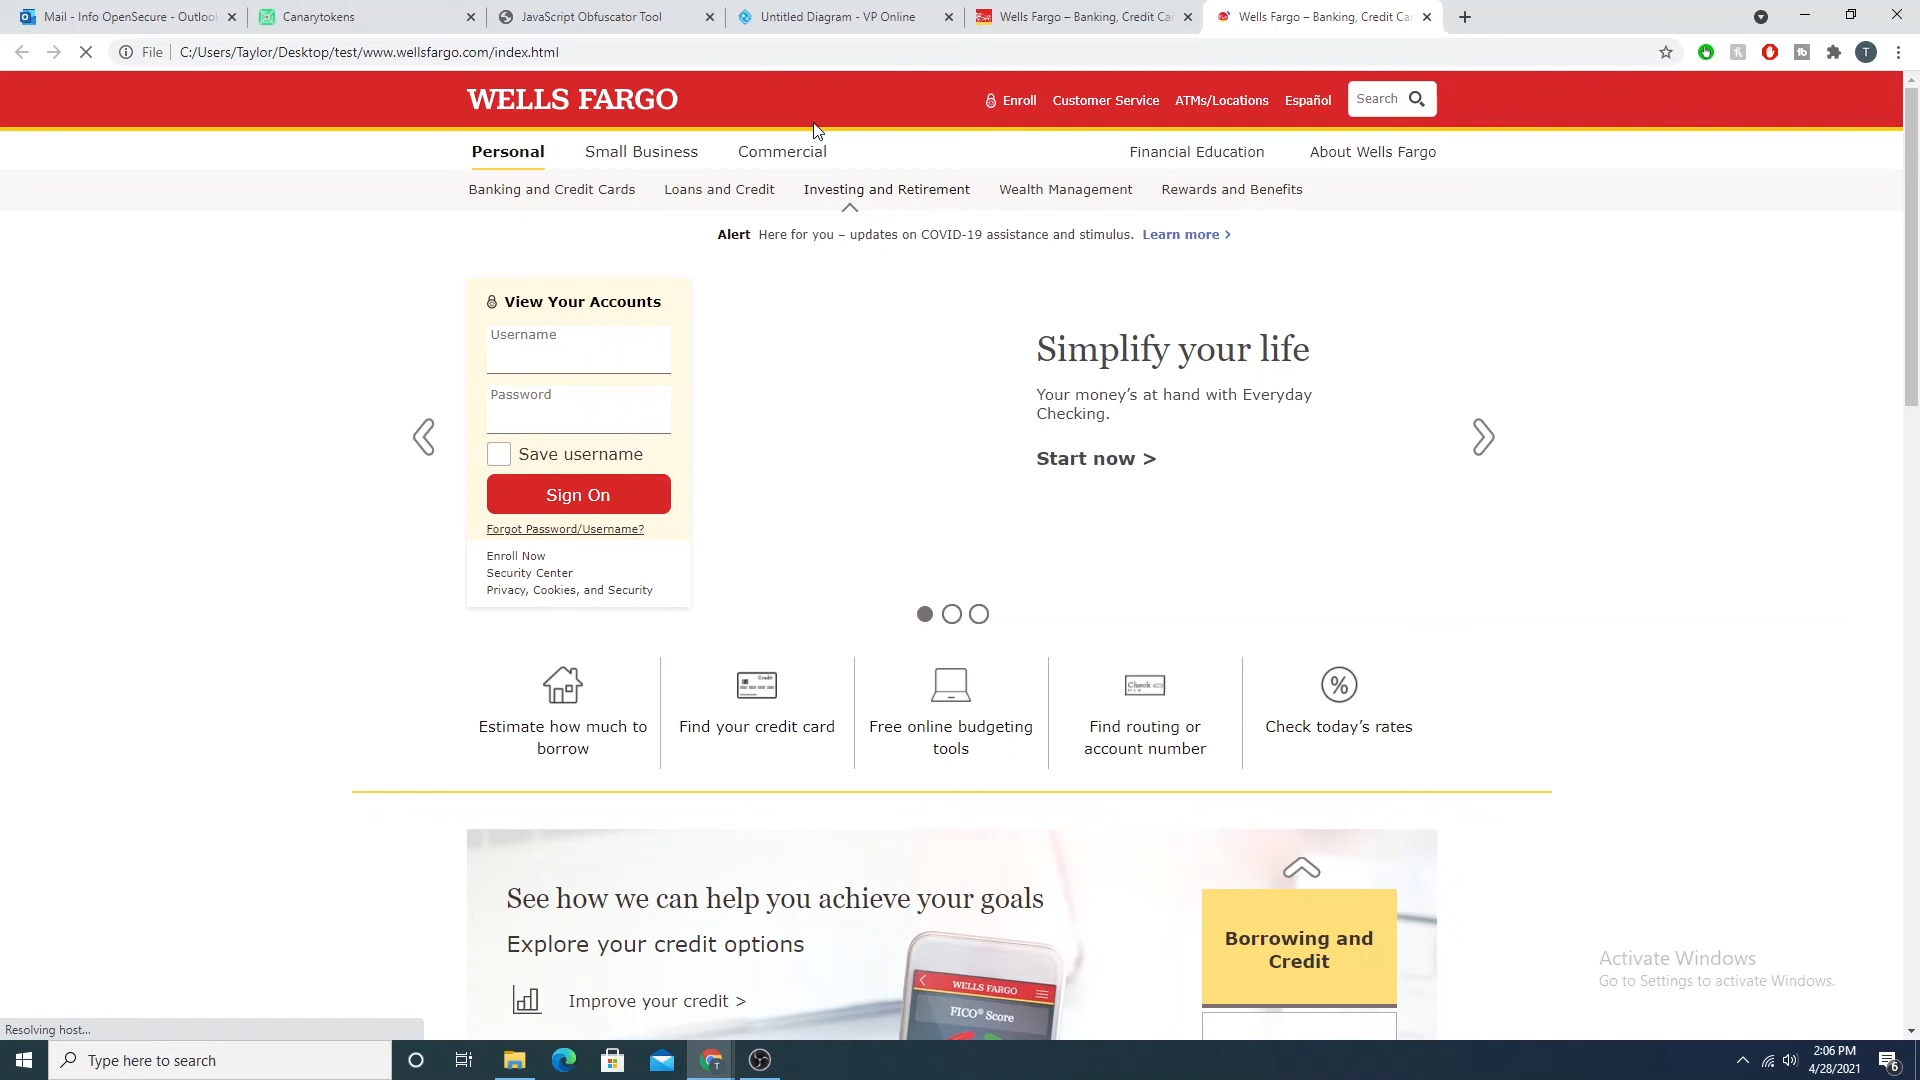 Mail - Info OpenSecure - Outloo
Canarytokens
JavaScript Obfuscator Tool
Untitled Diagram - VP Online
Wells Fargo – Banking, Credit Ca
Wells Fargo – Banking, Credit Ca
File
C:/Users/Taylor/Desktop/test/www.wellsfargo.com/index.html
T
WELLS FARGO
Enroll
Customer Service
ATMs/Locations
Español
Search
Personal
Small Business
Commercial
Financial Education
About Wells Fargo
Banking and Credit Cards
Loans and Credit
Investing and Retirement
Wealth Management
Rewards and Benefits
Alert Here for you – updates on COVID-19 assistance and stimulus. Learn more >
View Your Accounts
Username
Password
Save username
Sign On
Forgot Password/Username?
Enroll Now
Security Center
Privacy, Cookies, and Security
Simplify your life
Your money’s at hand with Everyday
Checking.
Start now >
Estimate how much to
borrow
Credit
Find your credit card
Free online budgeting
tools
Check
Find routing or
account number
%
Check today’s rates
See how we can help you achieve your goals
Explore your credit options
Improve your credit >
WELLS FARGO
FICO® Score
Borrowing and
Credit
Activate Windows
Go to Settings to activate Windows.
Resolving host...
Type here to search
T
2:06 PM
4/28/2021
6